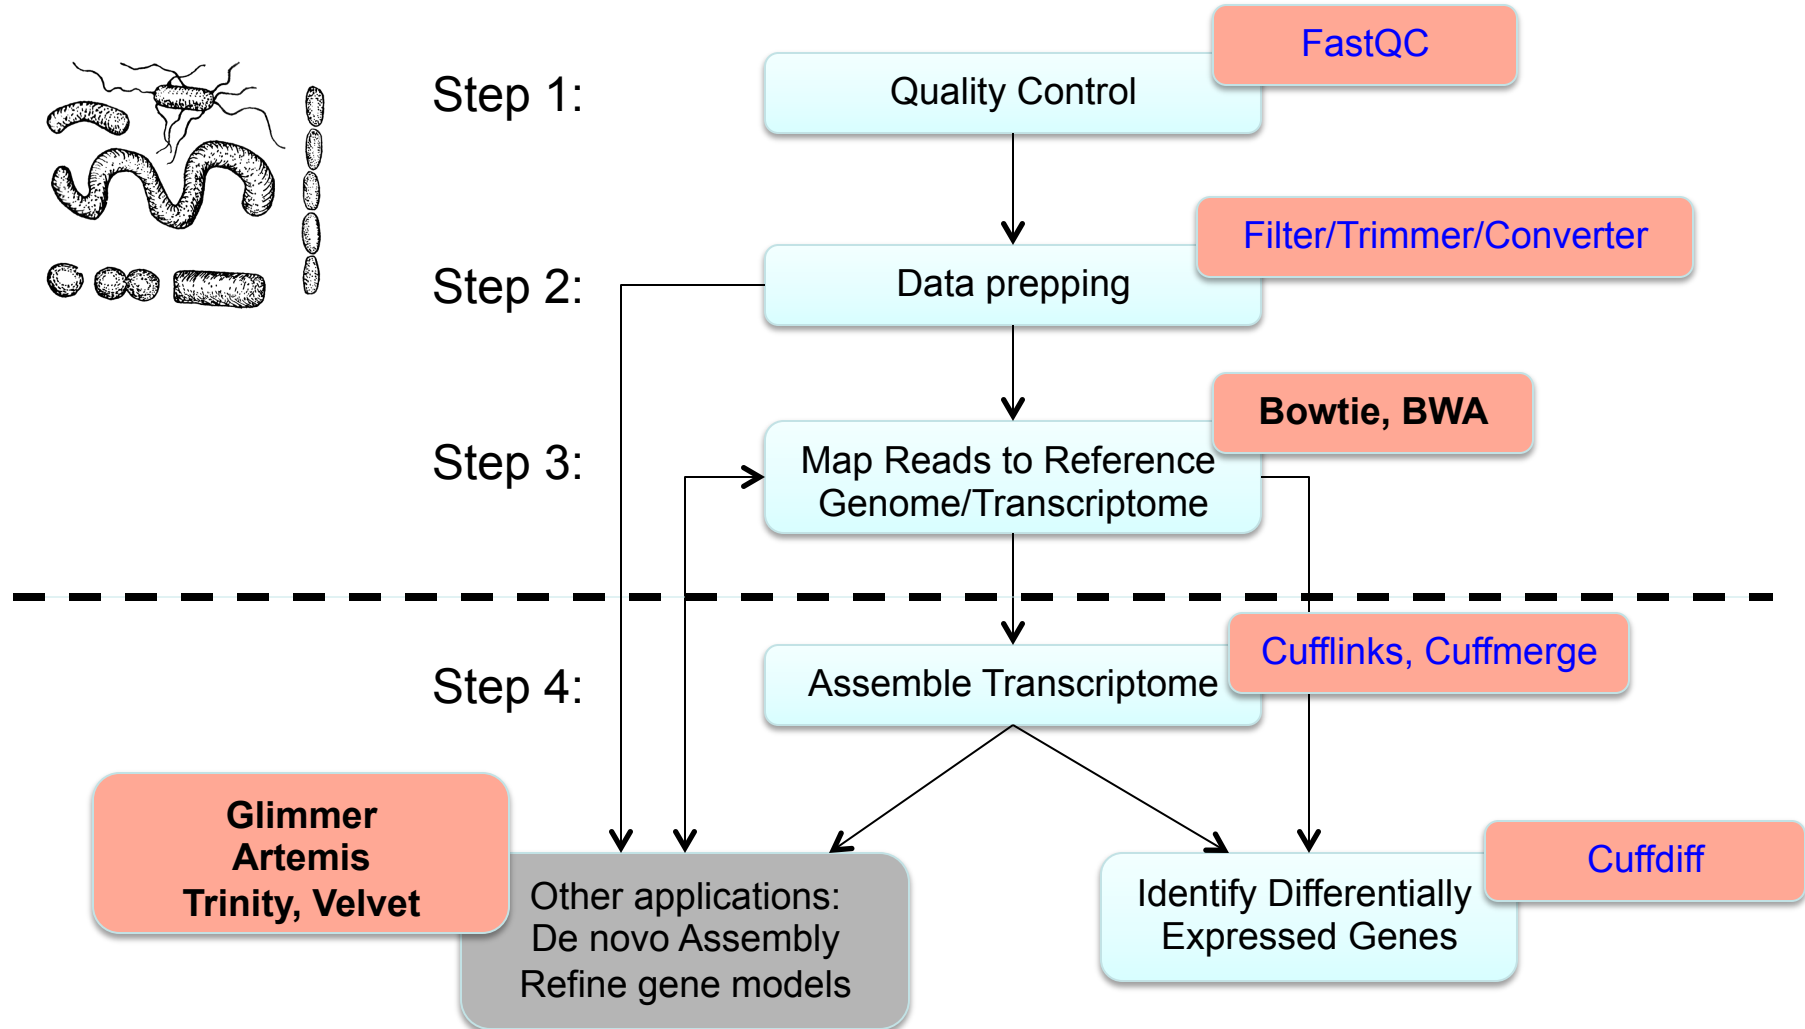 FastQC
Step 1:
Quality Control
Filter/Trimmer/Converter
Step 2:
Data prepping
Bowtie, BWA
Step 3:
Map Reads to Reference
Genome/Transcriptome
Cufflinks, Cuffmerge
Step 4:
Assemble Transcriptome
Glimmer
Artemis
Trinity, Velvet
Other applications:
De novo Assembly
Refine gene models
Cuffdiff
Identify Differentially
Expressed Genes